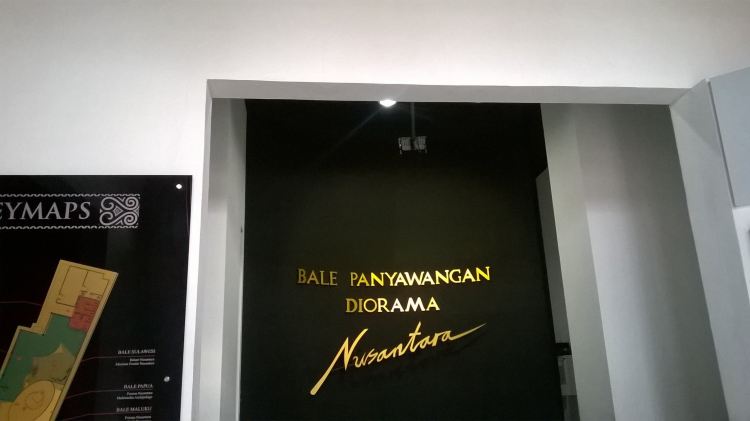 EYMAPS
BALE SULAWESI
BALE PAPUA
BALE MALUKU
BALE PANYAWANGAN
DIORAMA
Nusantara